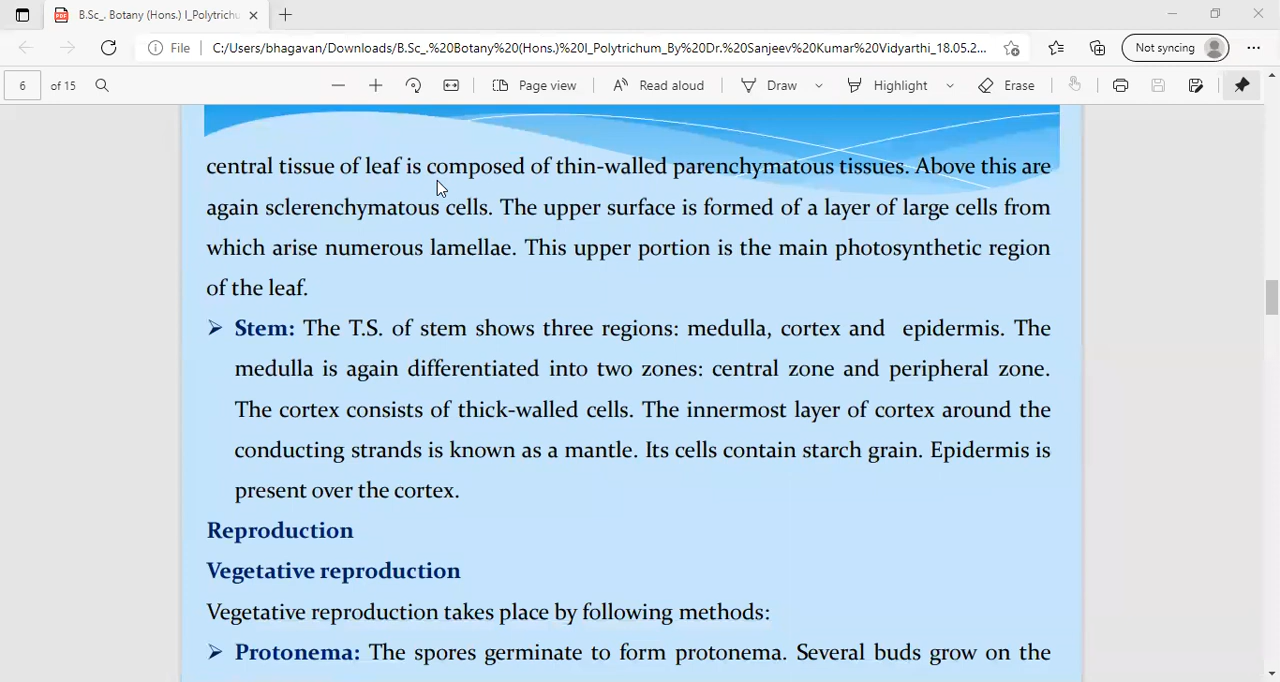 B.Sc_. Botany (Hons.) I_Polytrichu
File C:/Users/bhagavan/Downloads/B.Sc_.%20Botany%20(Hons.)%20I_Polytrichum_By%20Dr.%20Sanjeev%20Kumar%20Vidyarthi_18.05.2... Not syncing
6 of 15 Page view Read aloud Draw Highlight Erase
central tissue of leaf is composed of thin-walled parenchymatous tissues. Above this are
again sclerenchymatous cells. The upper surface is formed of a layer of large cells from
which arise numerous lamellae. This upper portion is the main photosynthetic region
of the leaf.
Stem: The T.S. of stem shows three regions: medulla, cortex and epidermis. The
medulla is again differentiated into two zones: central zone and peripheral zone.
The cortex consists of thick-walled cells. The innermost layer of cortex around the
conducting strands is known as a mantle. Its cells contain starch grain. Epidermis is
present over the cortex.
Reproduction
Vegetative reproduction
Vegetative reproduction takes place by following methods:
Protonema: The spores germinate to form protonema. Several buds grow on the